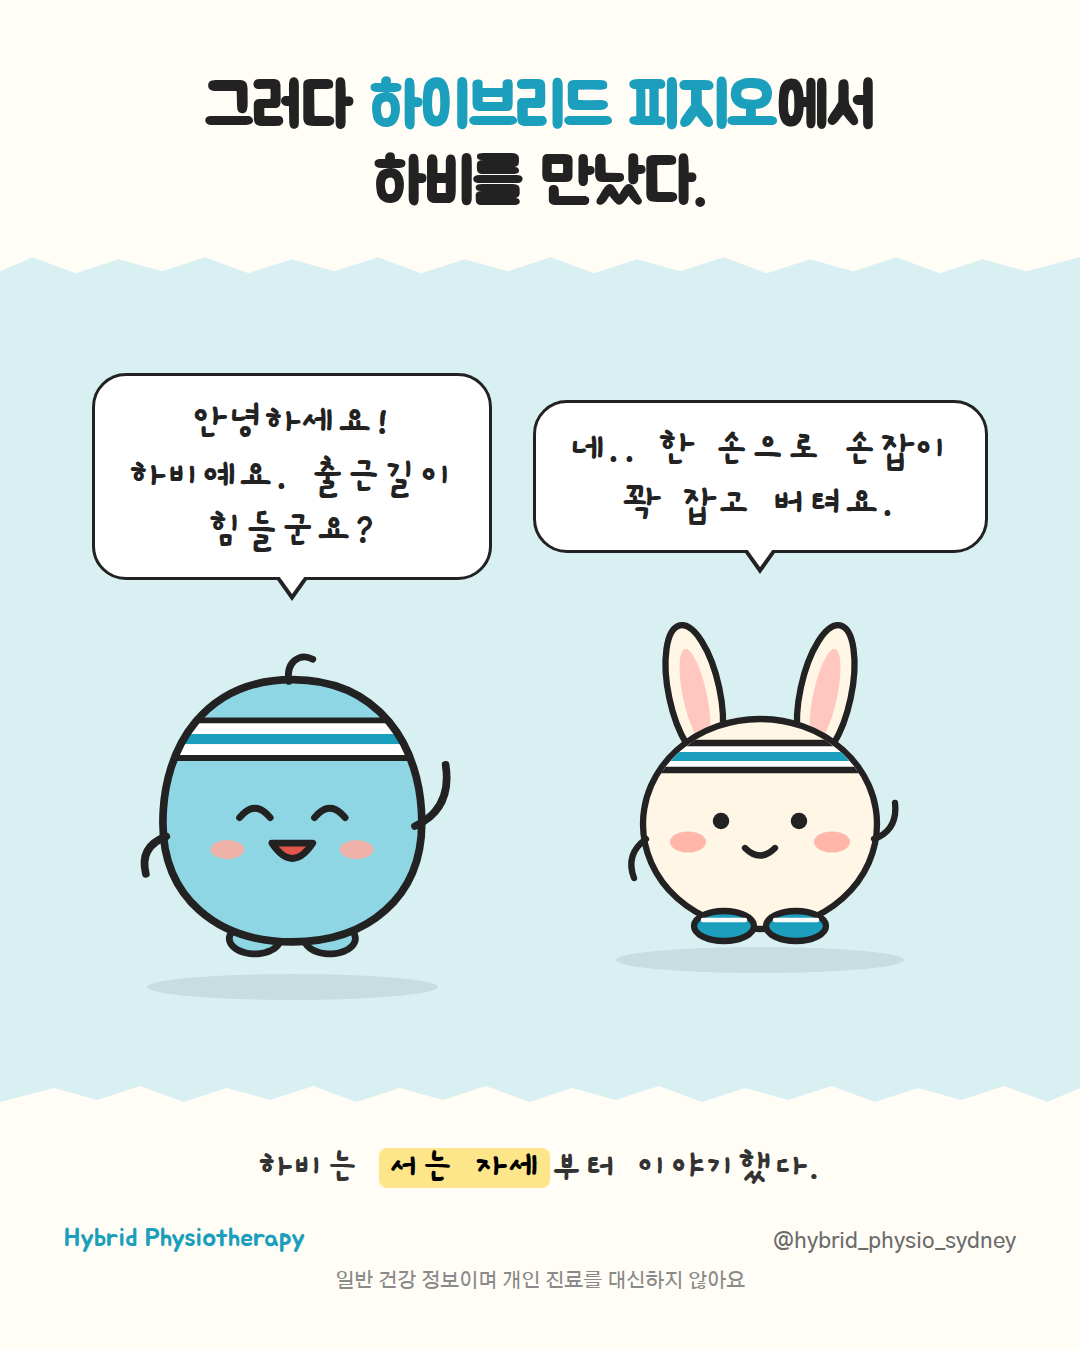 그러다 하이브리드 피지오에서
하비를 만났다.
안녕하세요!
하비예요. 출근길이
힘들군요?
네.. 한 손으로 손잡이
꽉 잡고 버텨요.
하비는 서는 자세부터 이야기했다.
Hybrid Physiotherapy
@hybrid_physio_sydney
일반 건강 정보이며 개인 진료를 대신하지 않아요